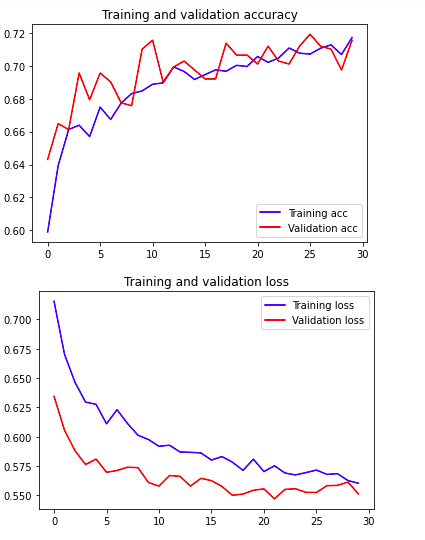 Training and validation accuracy
0.72
0.70
0.68
0.66
0.64
0.62
0.60
Training acc
Validation acc
0 5 10 15 20 25 30
Training and validation loss
0.700
0.675
0.650
0.625
0.600
0.575
0.550
Training loss
Validation loss
0 5 10 15 20 25 30